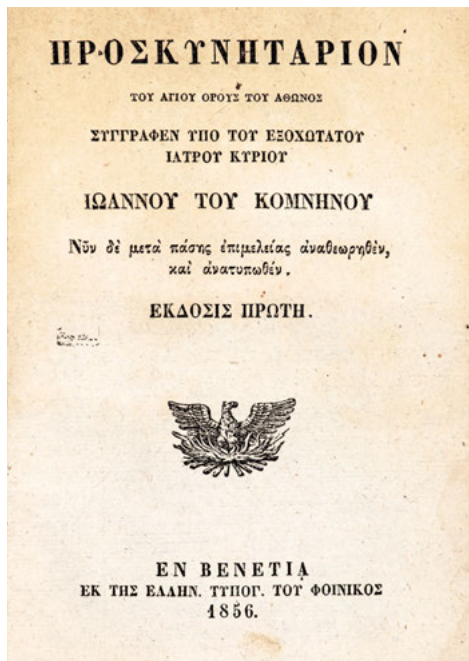 ΠΡΟΣΚΥΝΗΤΑΡΙΟΝ
ΤΟΥ ΑΓΙΟΥ ΟΡΟΥΣ ΤΟΥ ΑΘΩΝΟΣ
ΣΥΓΓΡΑΦΕΝ ΥΠΟ ΤΟΥ ΕΞΟΧΩΤΑΤΟΥ
ΙΑΤΡΟΥ ΚΥΡΙΟΥ
ΙΩΑΝΝΟΥ ΤΟΥ ΚΟΜΝΗΝΟΥ
Νῦν δὲ μετὰ πάσης ἐπιμελείας ἀναθεωρηθὲν,
καὶ ἀνατυπωθέν.
ΕΚΔΟΣΙΣ ΠΡΩΤΗ.
ΕΝ ΒΕΝΕΤΙᾼ
ΕΚ ΤΗΣ ΕΛΛΗΝ. ΤΥΠΟΓ. ΤΟΥ ΦΟΙΝΙΚΟΣ
1856.